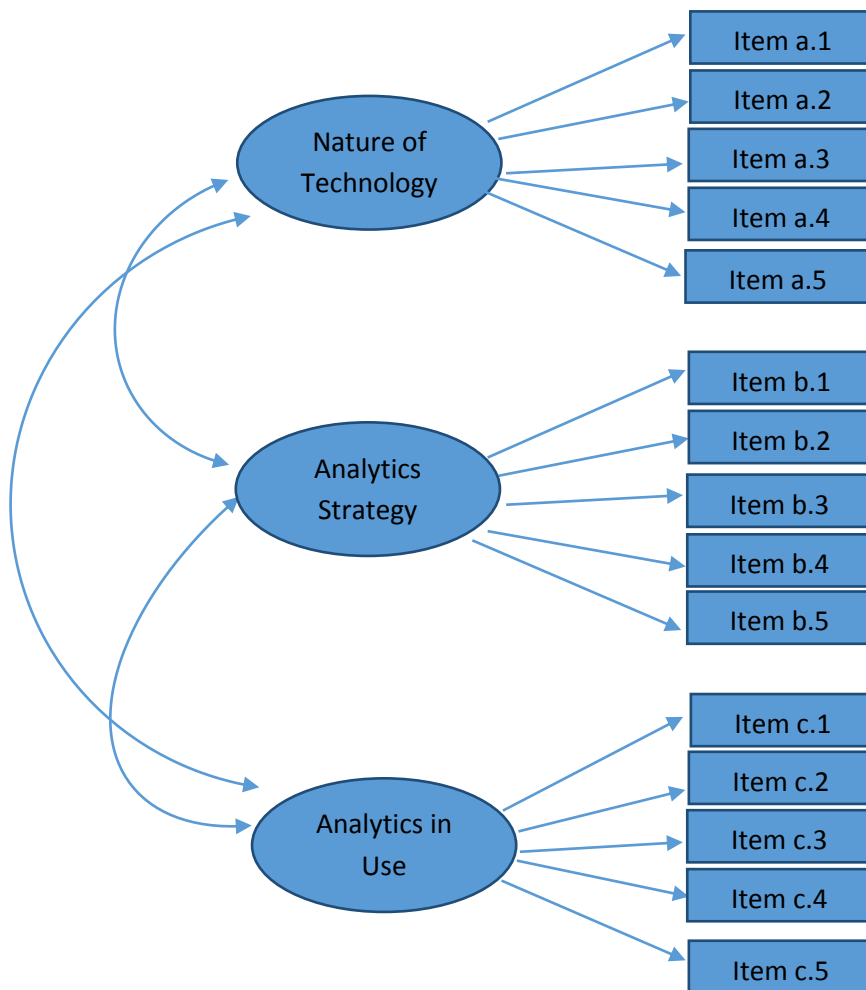 Nature of
Technology
Item a.1
Item a.2
Item a.3
Item a.4
Item a.5
Analytics
Strategy
Item b.1
Item b.2
Item b.3
Item b.4
Item b.5
Analytics in
Use
Item c.1
Item c.2
Item c.3
Item c.4
Item c.5